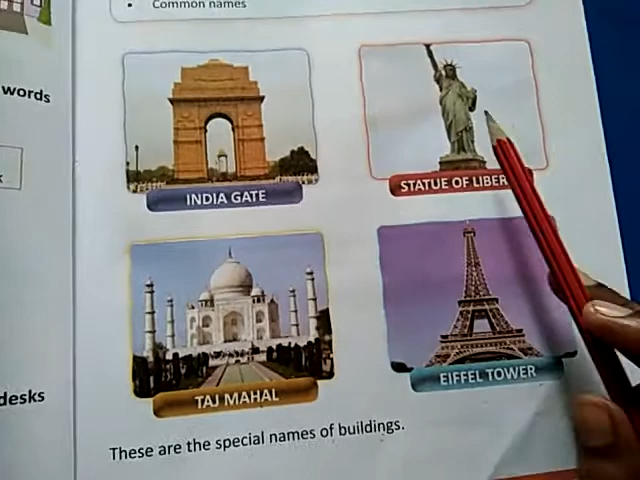 • Common names
words
INDIA GATE
STATUE OF LIBER
TAJ MAHAL
EIFFEL TOWER
desks
These are the special names of buildings.